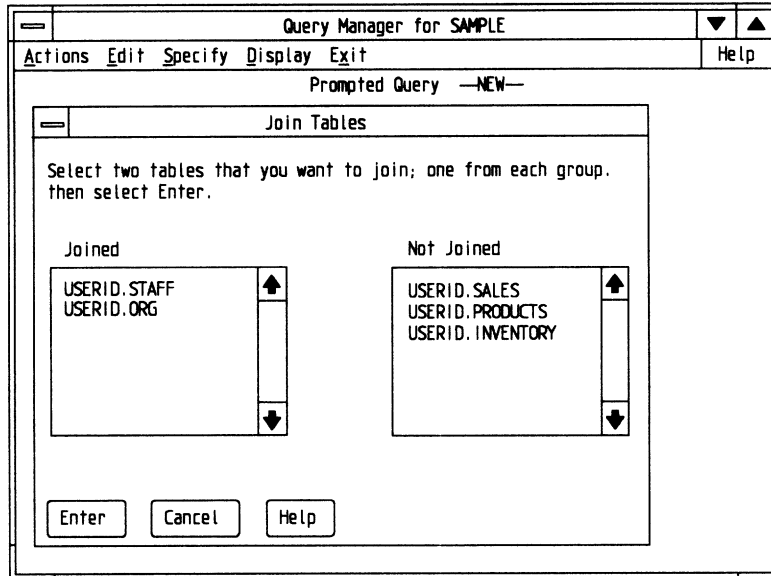 Query Manager for SAMPLE
Actions Edit Specify Display Exit Help
Prompted Query —NEW—
Join Tables
Select two tables that you want to join; one from each group.
then select Enter.
Joined Not Joined
USERID.STAFF
USERID.ORG
USERID.SALES
USERID.PRODUCTS
USERID.INVENTORY
Enter Cancel Help